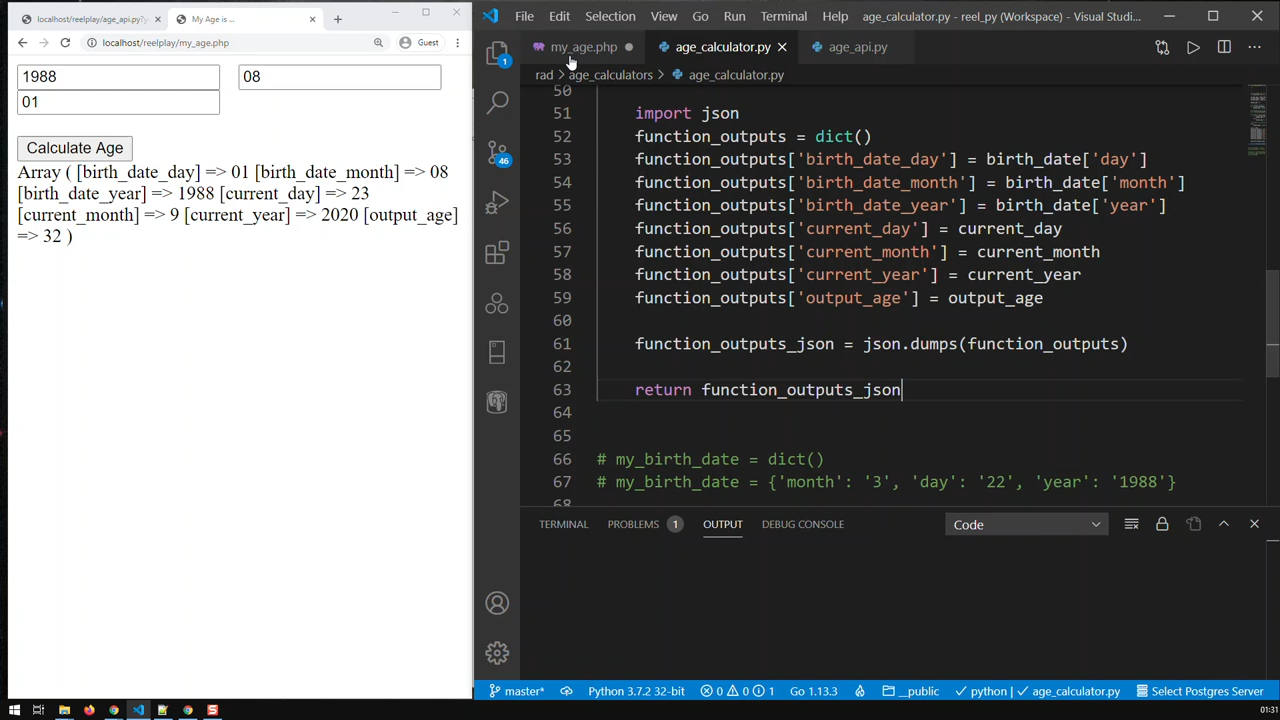 localhost/reelplay/age_api.py?y
My Age is ...
localhost/reelplay/my_age.php
Guest
1988
08
01
Calculate Age
Array ( [birth_date_day] => 01 [birth_date_month] => 08
[birth_date_year] => 1988 [current_day] => 23
[current_month] => 9 [current_year] => 2020 [output_age]
=> 32 )
File Edit Selection View Go Run Terminal Help
age_calculator.py - reel_py (Workspace) - Visual Studi...
my_age.php
age_calculator.py
age_api.py
rad > age_calculators > age_calculator.py
1
46
50
51 import json
52 function_outputs = dict()
53 function_outputs['birth_date_day'] = birth_date['day']
54 function_outputs['birth_date_month'] = birth_date['month']
55 function_outputs['birth_date_year'] = birth_date['year']
56 function_outputs['current_day'] = current_day
57 function_outputs['current_month'] = current_month
58 function_outputs['current_year'] = current_year
59 function_outputs['output_age'] = output_age
60
61 function_outputs_json = json.dumps(function_outputs)
62
63 return function_outputs_json
64
65
66 # my_birth_date = dict()
67 # my_birth_date = {'month': '3', 'day': '22', 'year': '1988'}
68
TERMINAL PROBLEMS 1 OUTPUT DEBUG CONSOLE
Code
master* Python 3.7.2 32-bit 0 0 1 Go 1.13.3 __public python | age_calculator.py Select Postgres Server
01:31